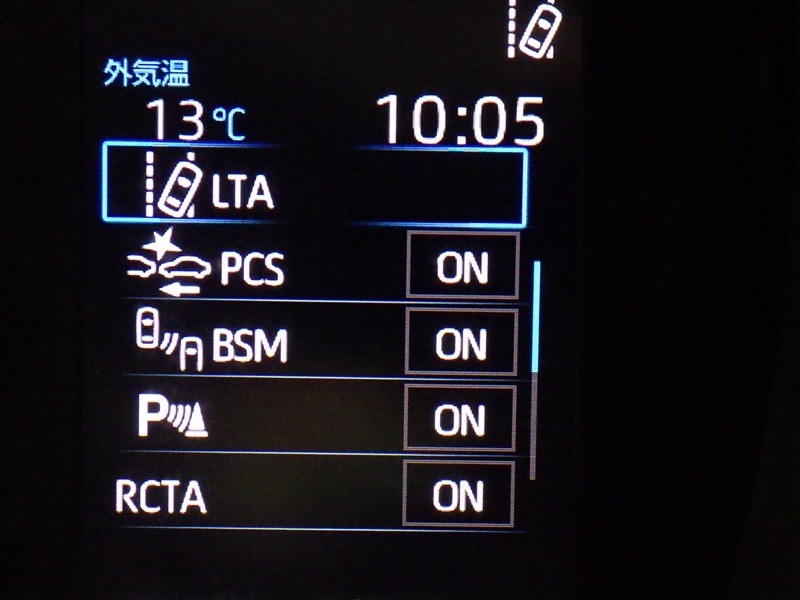 外気温
13℃ 10:05
LTA
PCS ON
BSM ON
P ON
RCTA ON